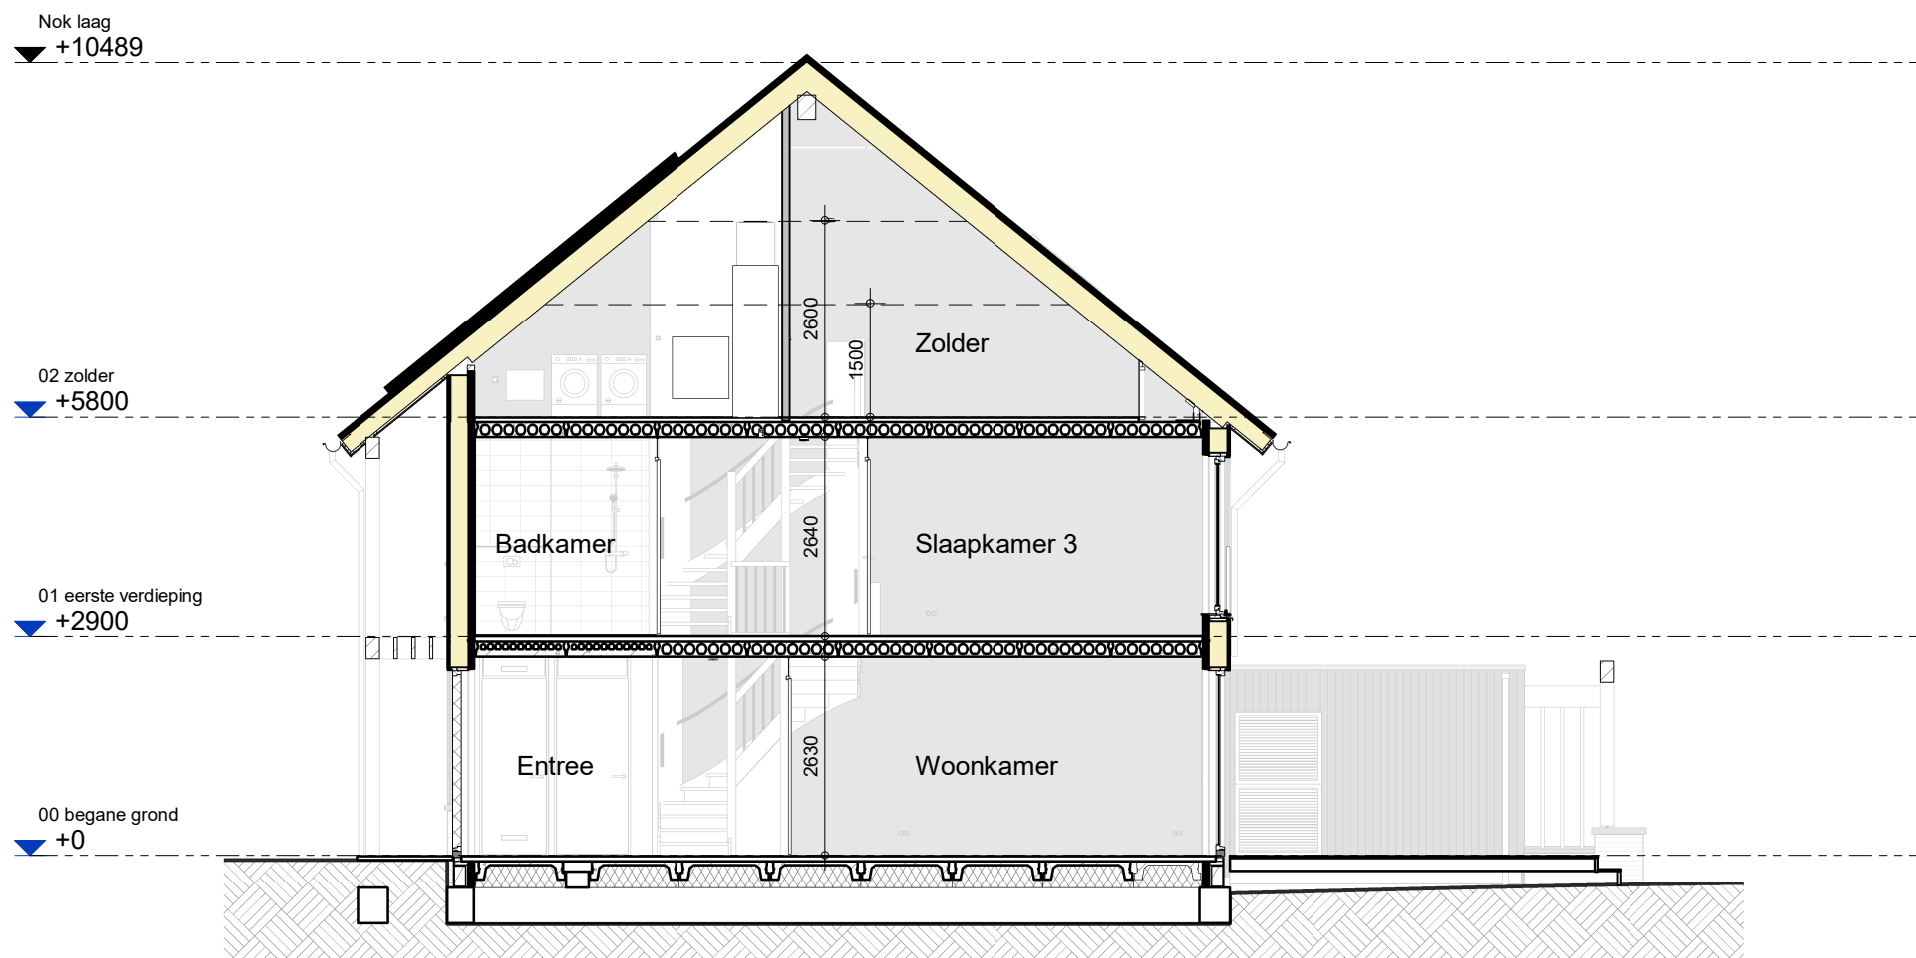 Nok laag
+10489
02 zolder
+5800
01 eerste verdieping
+2900
00 begane grond
+0
2600
1500
Zolder
Badkamer
2640
Slaapkamer 3
Entree
2630
Woonkamer